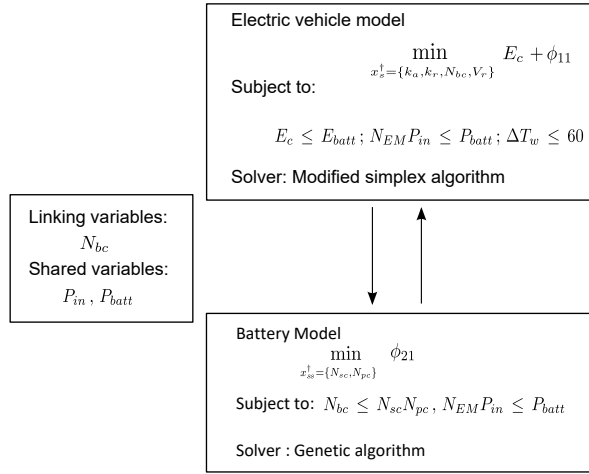 Electric vehicle model
min E_c + ϕ_11
x_s^† = {k_a, k_r, N_bc, V_r}
Subject to:
E_c ≤ E_batt ; N_EM P_in ≤ P_batt ; ΔT_w ≤ 60
Solver: Modified simplex algorithm
Linking variables:
N_bc
Shared variables:
P_in , P_batt
Battery Model
min ϕ_21
x_ss^† = {N_sc, N_pc}
Subject to: N_bc ≤ N_sc N_pc , N_EM P_in ≤ P_batt
Solver : Genetic algorithm